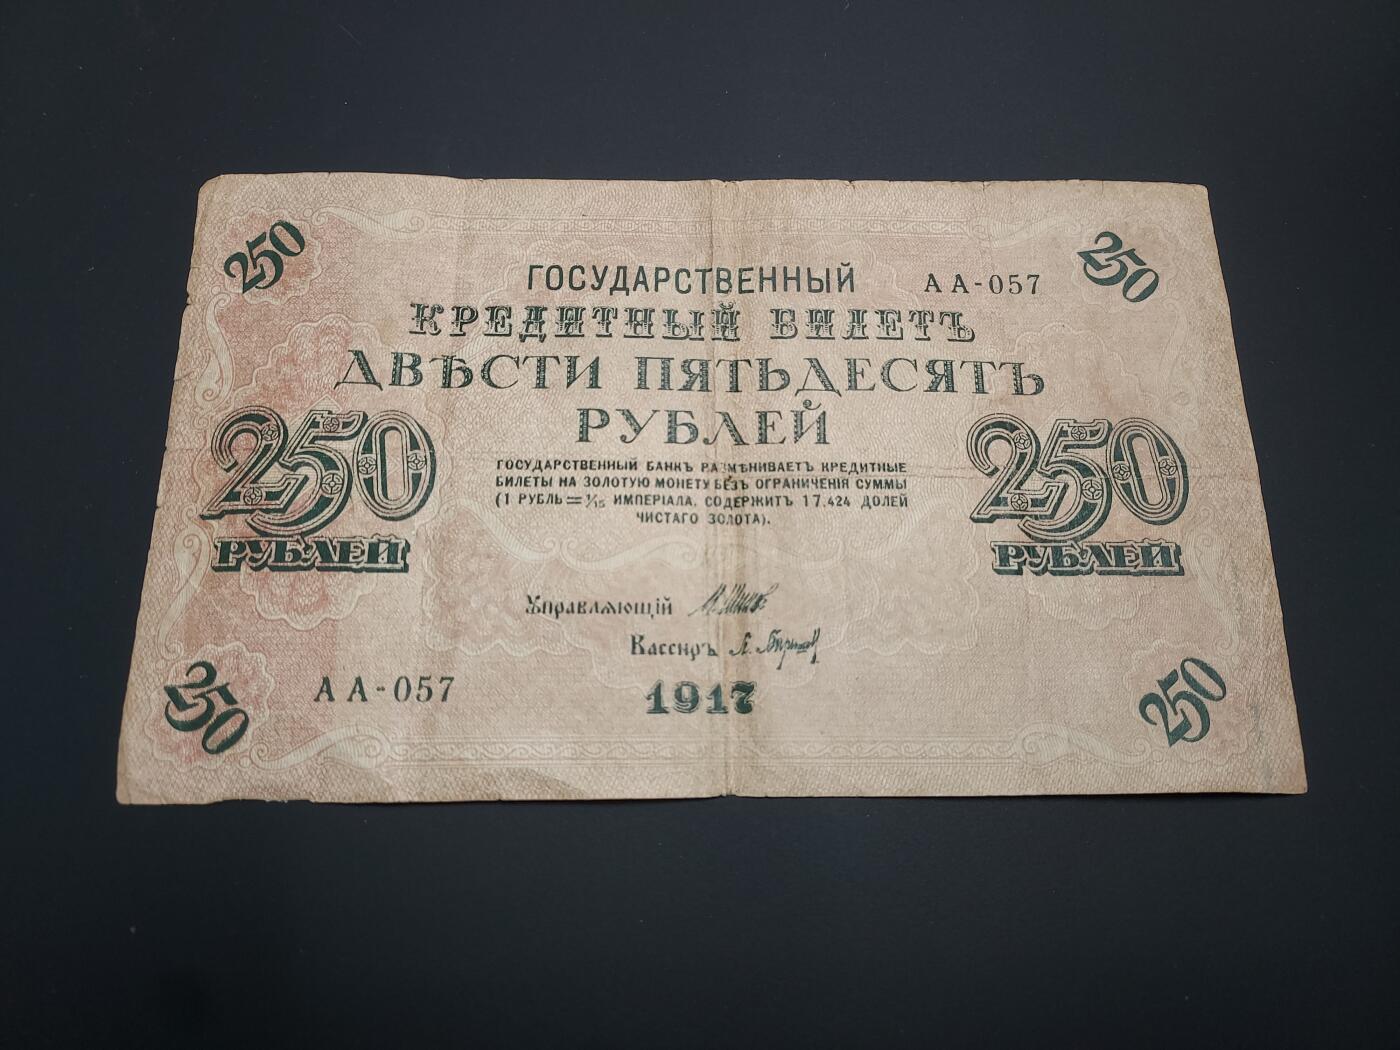 250 250
ГОСУДАРСТВЕННЫЙ АА-057
КРЕДИТНЫЙ БИЛЕТЪ
ДВѢСТИ ПЯТЬДЕСЯТЪ
РУБЛЕЙ
250 250
РУБЛЕЙ РУБЛЕЙ
ГОСУДАРСТВЕННЫЙ БАНКЪ РАЗМѢНИВАЕТЪ КРЕДИТНЫЕ
БИЛЕТЫ НА ЗОЛОТУЮ МОНЕТУ БЕЗЪ ОГРАНИЧЕНІЯ СУММЫ
(1 РУБЛЬ = 1/15 ИМПЕРІАЛА, СОДЕРЖИТЪ 17.424 ДОЛЕЙ
ЧИСТАГО ЗОЛОТА).
Управляющій
Кассиръ
250 АА-057 1917 250